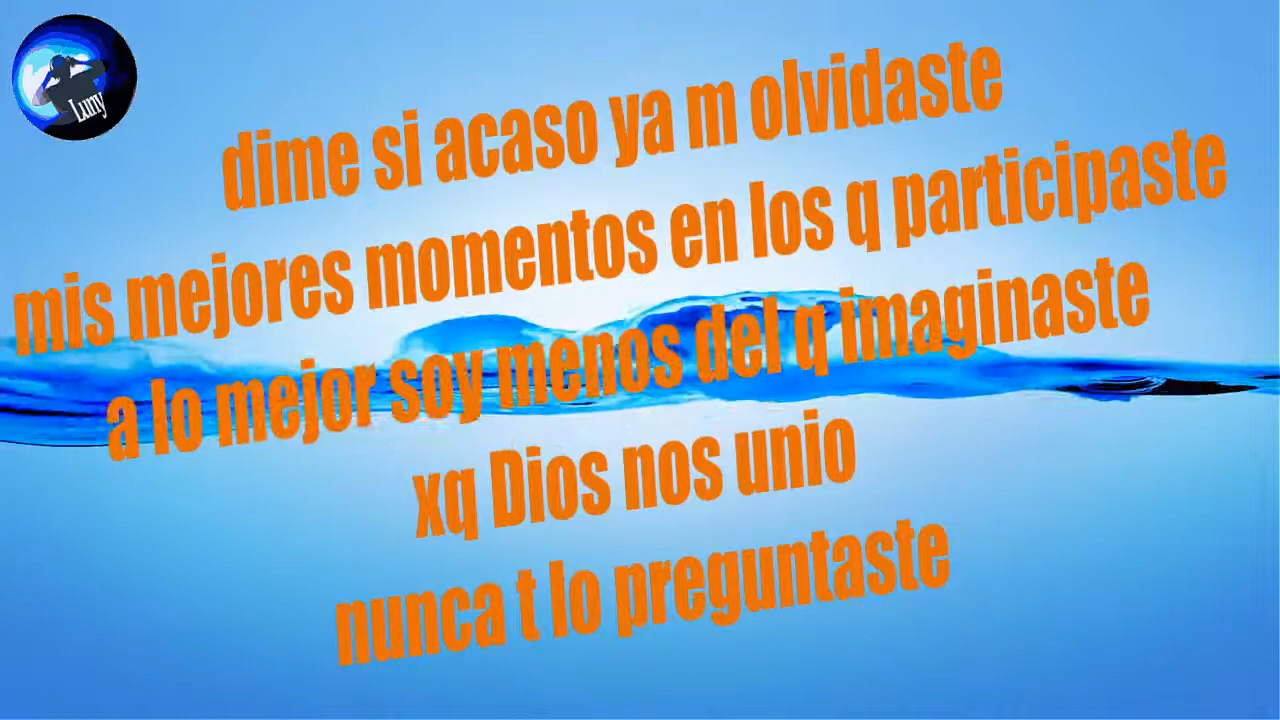 Luny
dime si acaso ya m olvidaste
mis mejores momentos en los q participaste
a lo mejor soy menos del q imaginaste
xq Dios nos unio
nunca t lo preguntaste